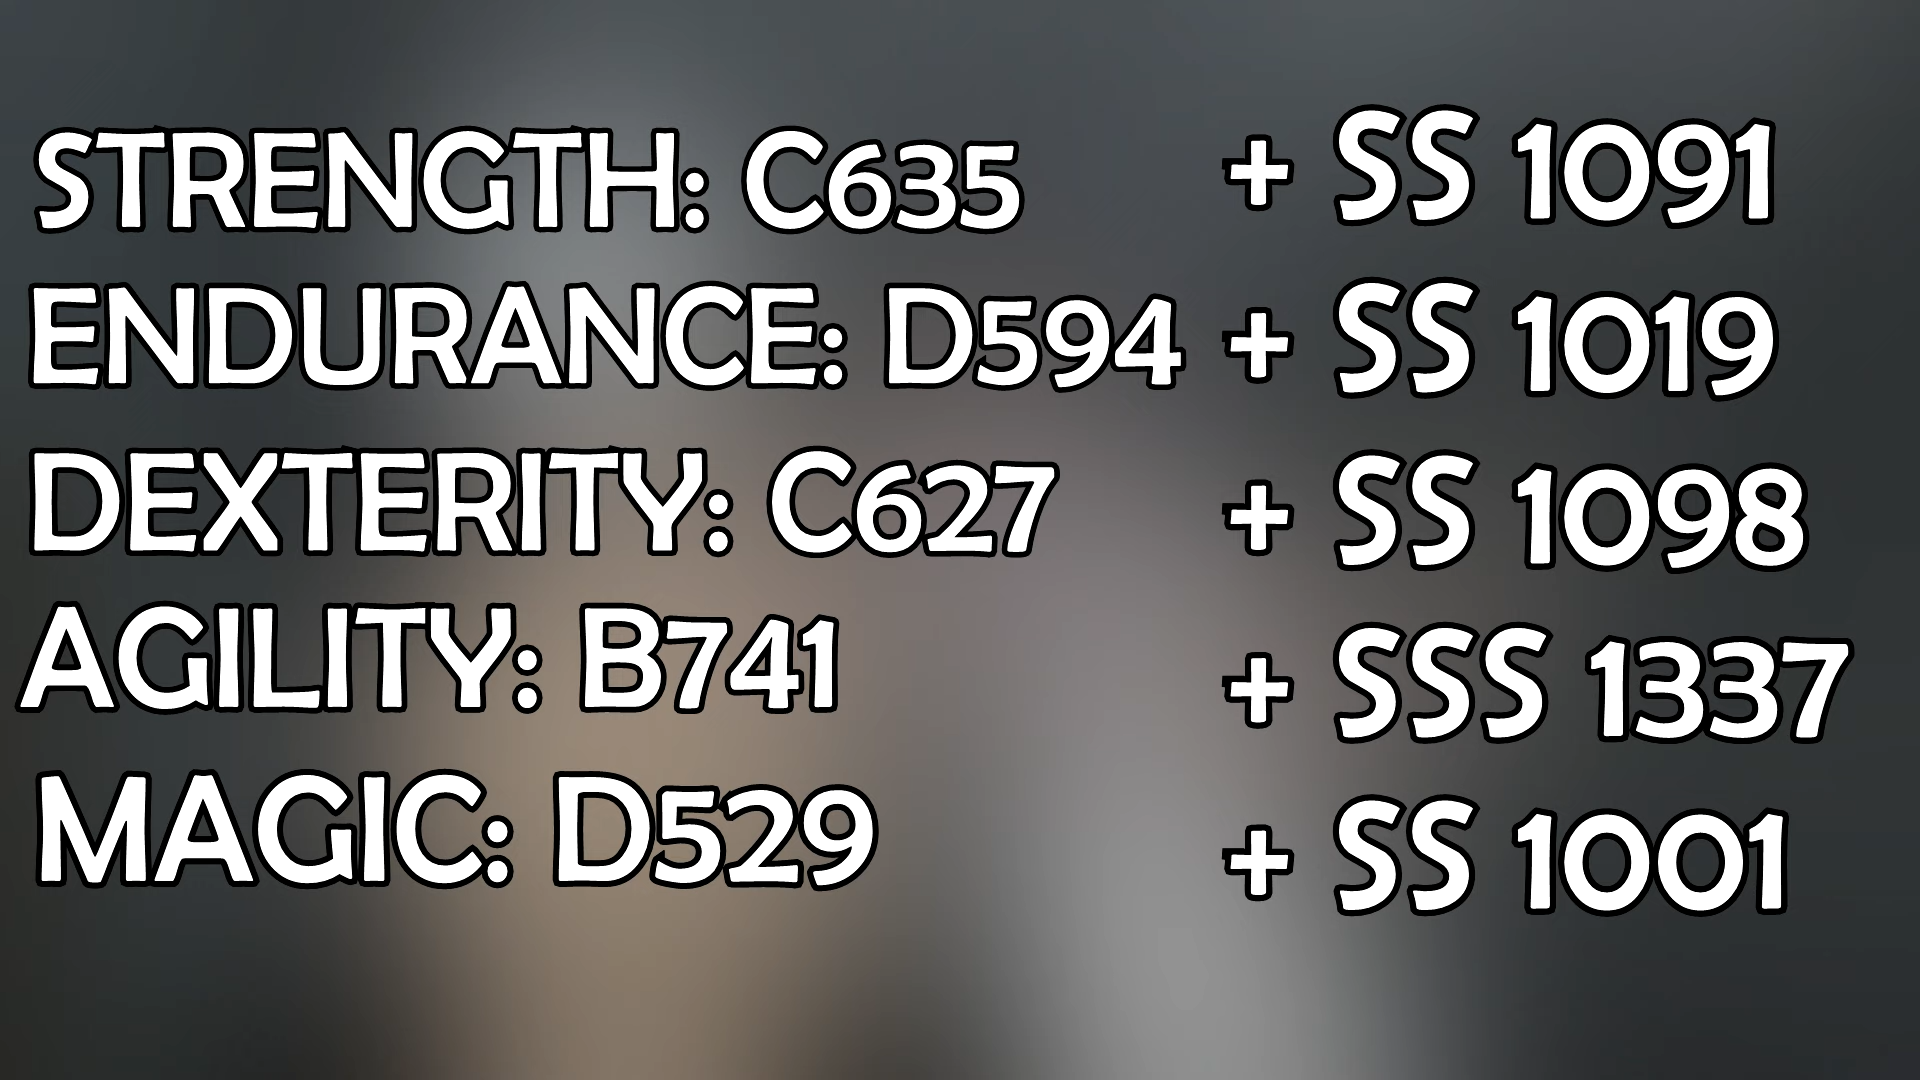 STRENGTH: C635 + SS 1091
ENDURANCE: D594 + SS 1019
DEXTERITY: C627 + SS 1098
AGILITY: B741 + SSS 1337
MAGIC: D529 + SS 1001